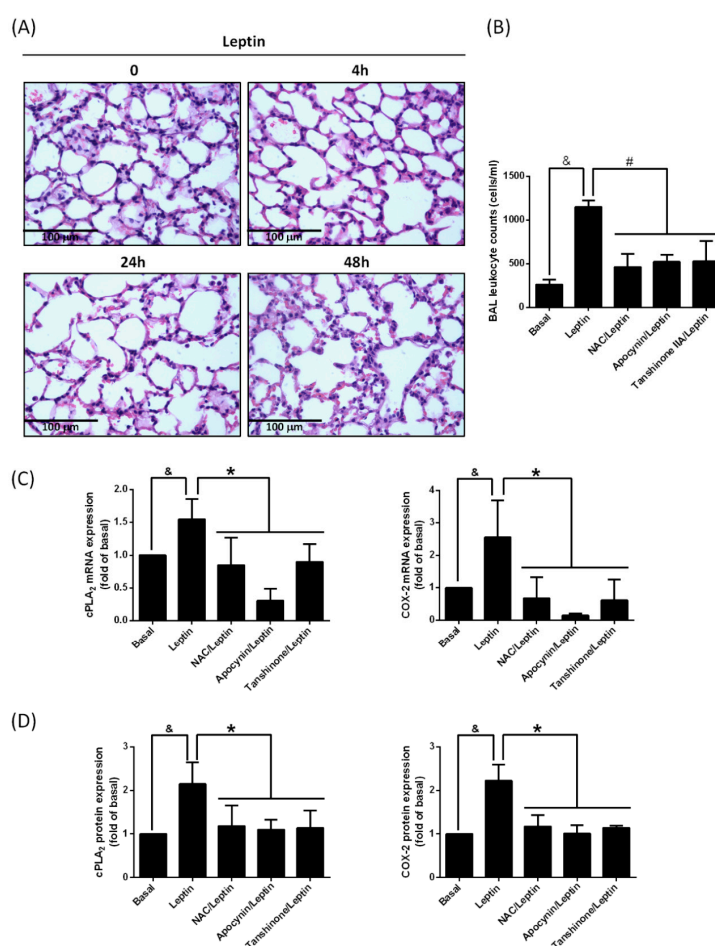 (A)
Leptin
0
4h
100 μm
100 μm
24h
48h
100 μm
100 μm
(B)
BAL leukocyte counts (cells/ml)
1500
1000
500
0
&
#
Basal
Leptin
NAC/Leptin
Apocynin/Leptin
Tanshinone IIA/Leptin
(C)
cPLA₂ mRNA expression
(fold of basal)
2.0
1.5
1.0
0.5
0.0
&
*
Basal
Leptin
NAC/Leptin
Apocynin/Leptin
Tanshinone/Leptin
COX-2 mRNA expression
(fold of basal)
4
3
2
1
0
&
*
Basal
Leptin
NAC/Leptin
Apocynin/Leptin
Tanshinone/Leptin
(D)
cPLA₂ protein expression
(fold of basal)
3
2
1
0
&
*
Basal
Leptin
NAC/Leptin
Apocynin/Leptin
Tanshinone/Leptin
COX-2 protein expression
(fold of basal)
3
2
1
0
&
*
Basal
Leptin
NAC/Leptin
Apocynin/Leptin
Tanshinone/Leptin